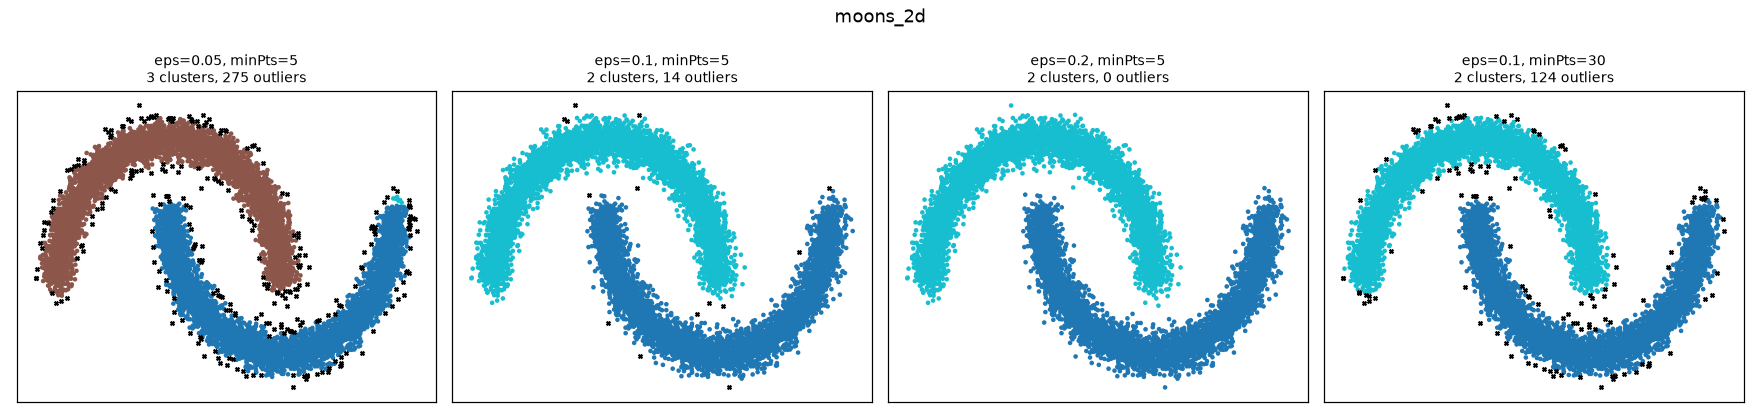 moons_2d
eps=0.05, minPts=5
3 clusters, 275 outliers
eps=0.1, minPts=5
2 clusters, 14 outliers
eps=0.2, minPts=5
2 clusters, 0 outliers
eps=0.1, minPts=30
2 clusters, 124 outliers